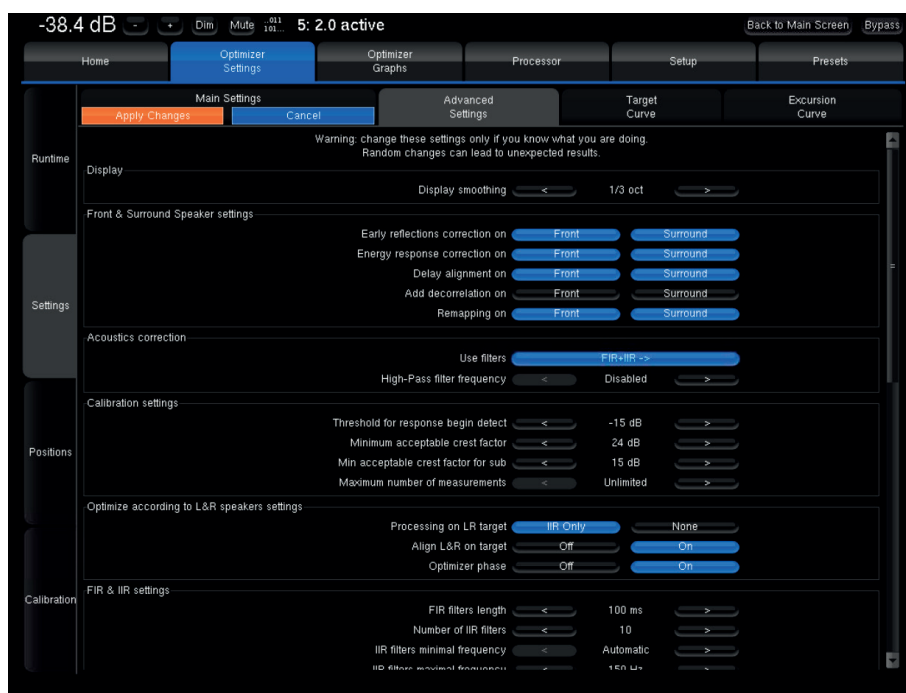 -38.4 dB - + Dim Mute ..011 101... 5: 2.0 active Back to Main Screen Bypass
Home Optimizer Settings Optimizer Graphs Processor Setup Presets
Main Settings Advanced Settings Target Curve Excursion Curve
Apply Changes Cancel
Warning: change these settings only if you know what you are doing.
Random changes can lead to unexpected results.
Runtime
Settings
Positions
Calibration
Display
Display smoothing < 1/3 oct >
Front & Surround Speaker settings
Early reflections correction on Front Surround
Energy response correction on Front Surround
Delay alignment on Front Surround
Add decorrelation on Front Surround
Remapping on Front Surround
Acoustics correction
Use filters FIR+IIR ->
High-Pass filter frequency < Disabled >
Calibration settings
Threshold for response begin detect < -15 dB >
Minimum acceptable crest factor < 24 dB >
Min acceptable crest factor for sub < 15 dB >
Maximum number of measurements < Unlimited >
Optimize according to L&R speakers settings
Processing on LR target IIR Only None
Align L&R on target Off On
Optimizer phase Off On
FIR & IIR settings
FIR filters length < 100 ms >
Number of IIR filters < 10 >
IIR filters minimal frequency < Automatic >
IIR filters maximal frequency < 150 Hz >